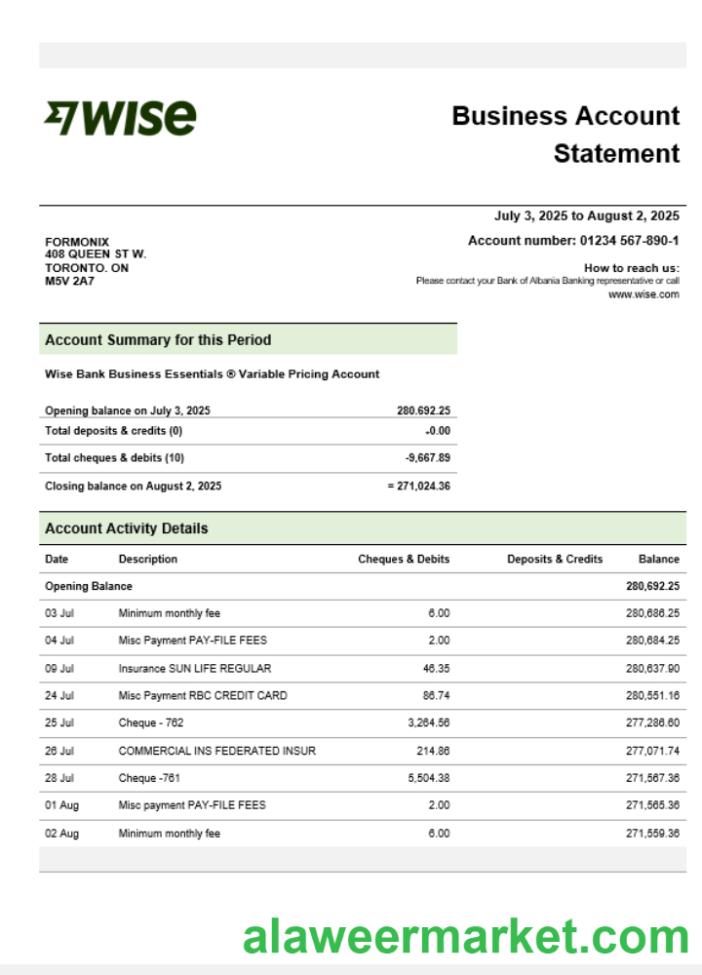 WISE
Business Account
Statement
July 3, 2025 to August 2, 2025
FORMONIX
408 QUEEN ST W.
TORONTO. ON
M5V 2A7
Account number: 01234 567-890-1
How to reach us:
Please contact your Bank of Albania Banking representative or call
www.wise.com
Account Summary for this Period
Wise Bank Business Essentials ® Variable Pricing Account
Opening balance on July 3, 2025 280.692.25
Total deposits & credits (0) -0.00
Total cheques & debits (10) -9,667.89
Closing balance on August 2, 2025 = 271,024.36
Account Activity Details
Date Description Cheques & Debits Deposits & Credits Balance
Opening Balance 280,692.25
03 Jul Minimum monthly fee 6.00 280,686.25
04 Jul Misc Payment PAY-FILE FEES 2.00 280,684.25
09 Jul Insurance SUN LIFE REGULAR 46.35 280,637.90
24 Jul Misc Payment RBC CREDIT CARD 86.74 280,551.16
25 Jul Cheque - 762 3,264.56 277,286.60
26 Jul COMMERCIAL INS FEDERATED INSUR 214.86 277,071.74
28 Jul Cheque -761 5,504.38 271,567.36
01 Aug Misc payment PAY-FILE FEES 2.00 271,565.36
02 Aug Minimum monthly fee 6.00 271,559.36
alaweermarket.com